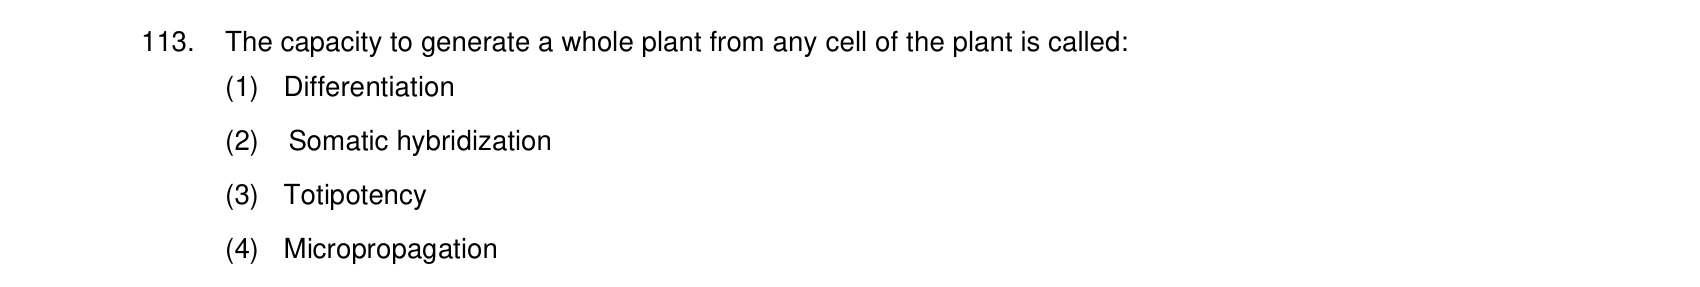 113. The capacity to generate a whole plant from any cell of the plant is called:
(1) Differentiation
(2) Somatic hybridization
(3) Totipotency
(4) Micropropagation